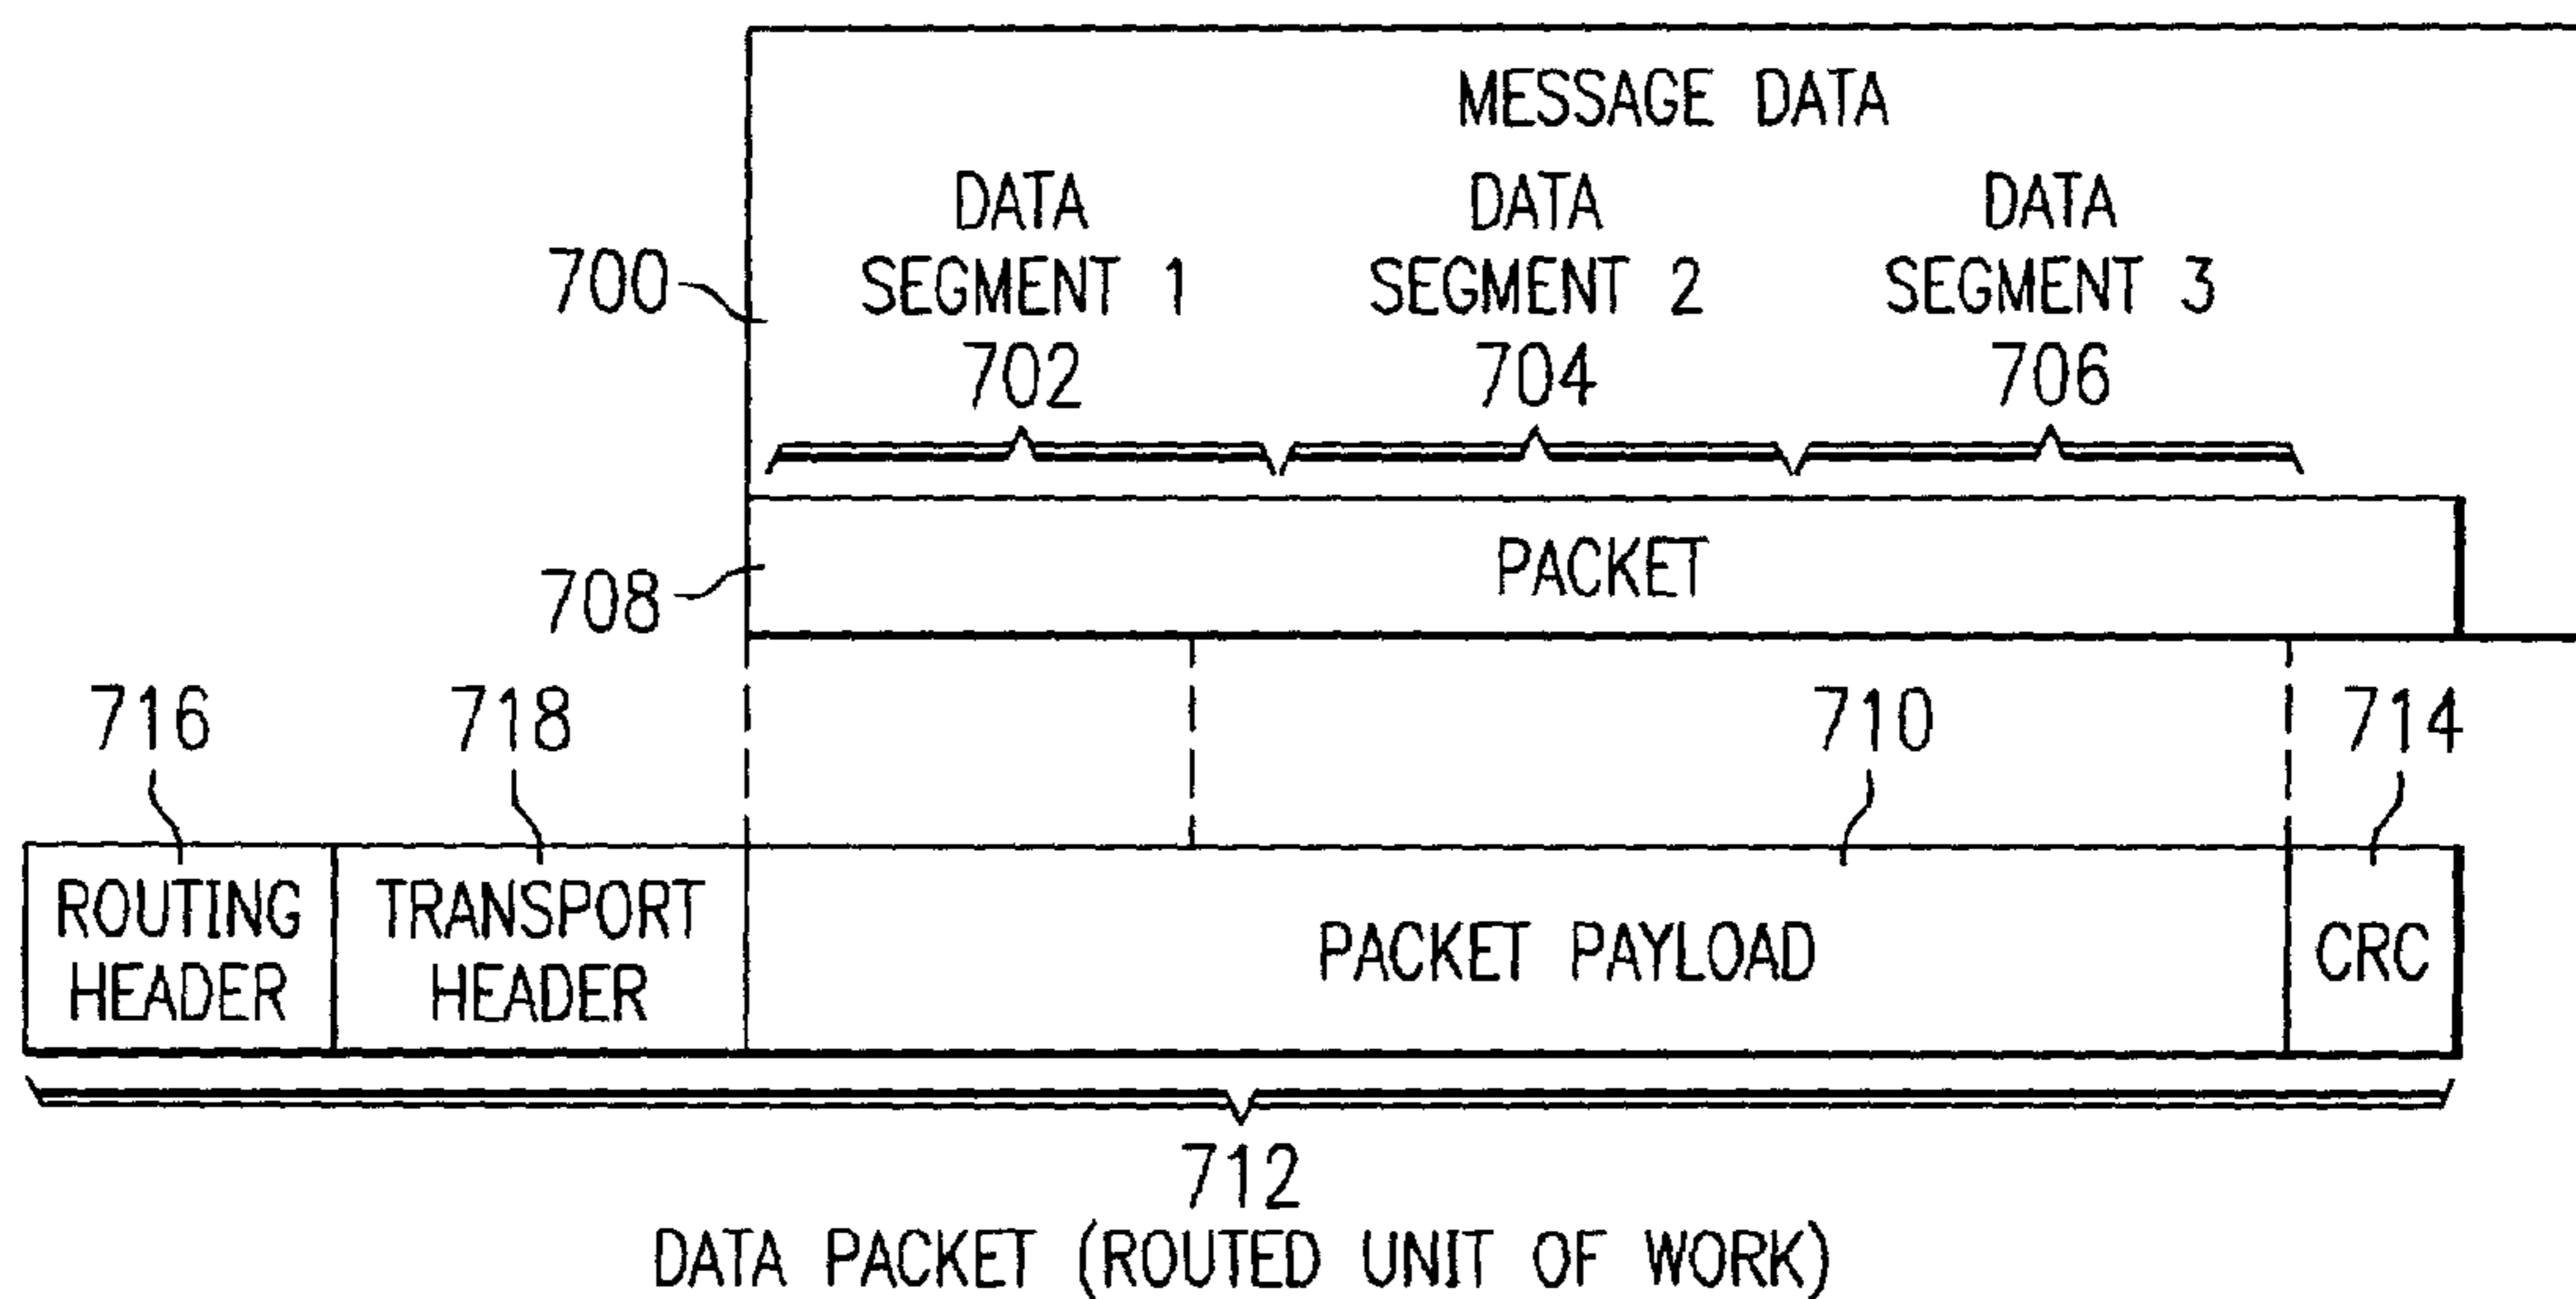 MESSAGE DATA
DATA SEGMENT 1
702
DATA SEGMENT 2
704
DATA SEGMENT 3
706
700
PACKET
708
716
718
710
714
ROUTING HEADER
TRANSPORT HEADER
PACKET PAYLOAD
CRC
712
DATA PACKET (ROUTED UNIT OF WORK)